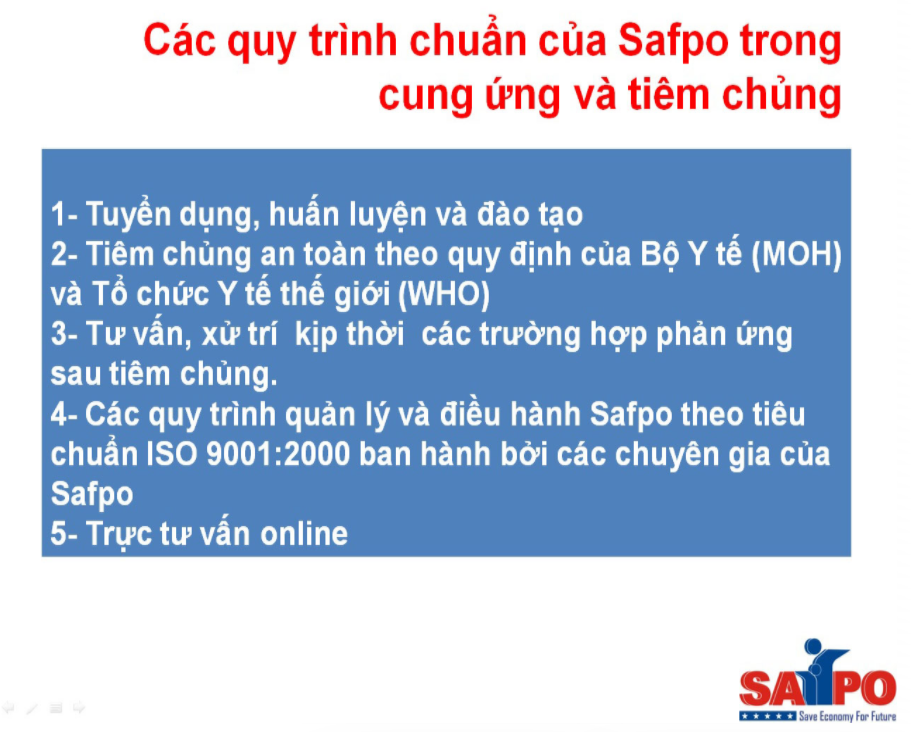 Các quy trình chuẩn của Safpo trong
cung ứng và tiêm chủng
1- Tuyển dụng, huấn luyện và đào tạo
2- Tiêm chủng an toàn theo quy định của Bộ Y tế (MOH)
và Tổ chức Y tế thế giới (WHO)
3- Tư vấn, xử trí kịp thời các trường hợp phản ứng
sau tiêm chủng.
4- Các quy trình quản lý và điều hành Safpo theo tiêu
chuẩn ISO 9001:2000 ban hành bởi các chuyên gia của
Safpo
5- Trực tư vấn online
SAFPO
Save Economy For Future